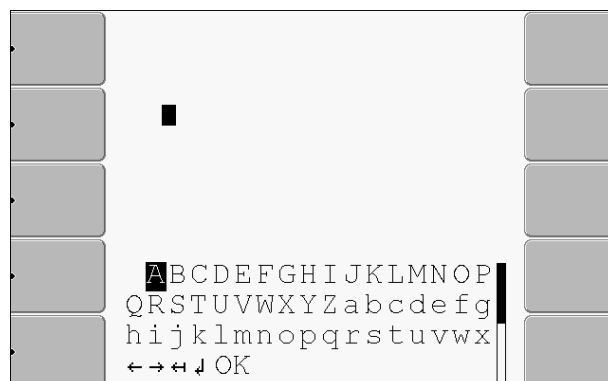 ABCDEFGHIJKLMNOP
QRSTUVWXYZabcdefg
hijklmnopqrstuvwx
←→↤↲OK